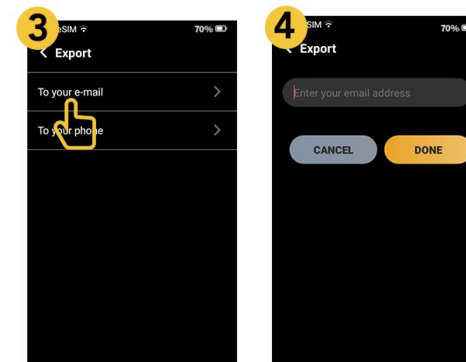 3
eSIM 70%
< Export
To your e-mail >
To your phone >
4
SIM 70%
Export
Enter your email address
CANCEL DONE